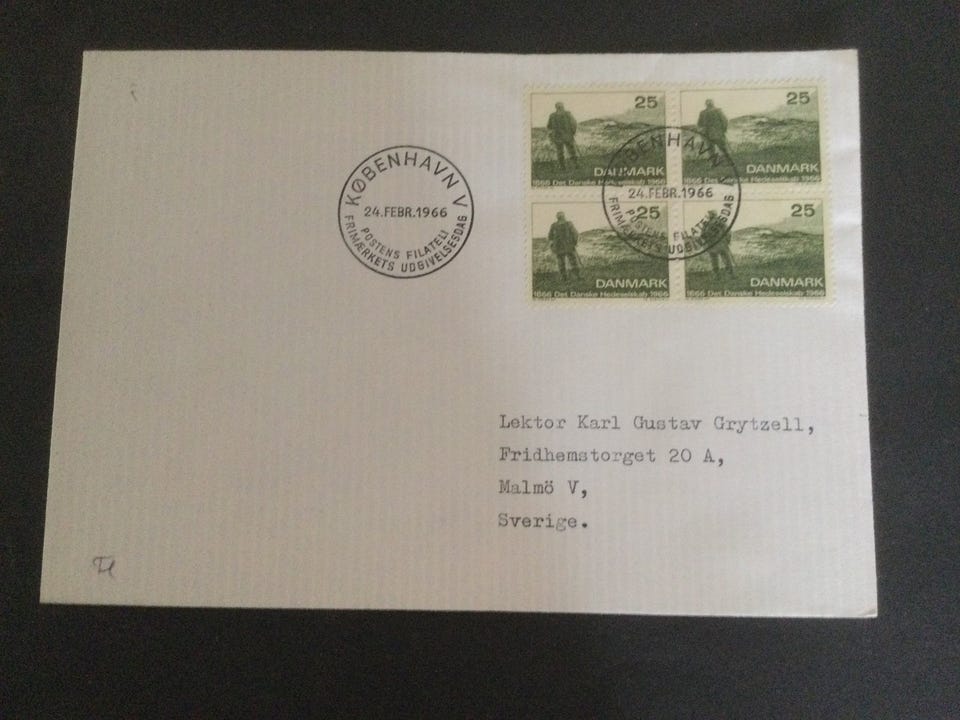 KØBENHAVN V
24.FEBR.1966
POSTENS FILATELI
FRIMÆRKETS UDGIVELSESDAG
25
DANMARK
1866 Det Danske Hedeselskab 1966
25
DANMARK
1866 Det Danske Hedeselskab 1966
KØBENHAVN V
24.FEBR.1966
POSTENS FILATELI
FRIMÆRKETS UDGIVELSESDAG
25
DANMARK
1866 Det Danske Hedeselskab 1966
25
DANMARK
1866 Det Danske Hedeselskab 1966
Lektor Karl Gustav Grytzell,
Fridhemstorget 20 A,
Malmö V,
Sverige.